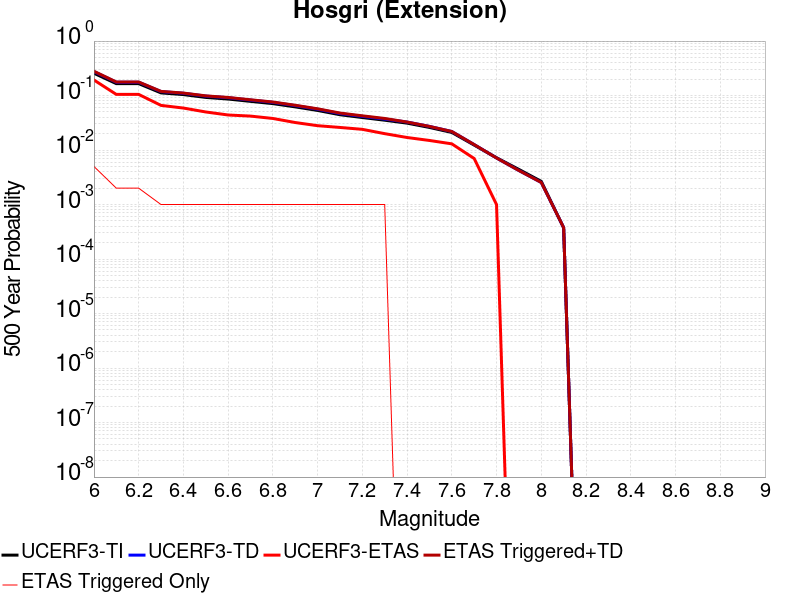 Hosgri (Extension)
10 0
10 -1
10 -2
10 -3
10 -4
10 -5
10 -6
10 -7
10 -8
500 Year Probability
6 6.2 6.4 6.6 6.8 7 7.2 7.4 7.6 7.8 8 8.2 8.4 8.6 8.8 9
Magnitude
UCERF3-TI UCERF3-TD UCERF3-ETAS ETAS Triggered+TD
ETAS Triggered Only